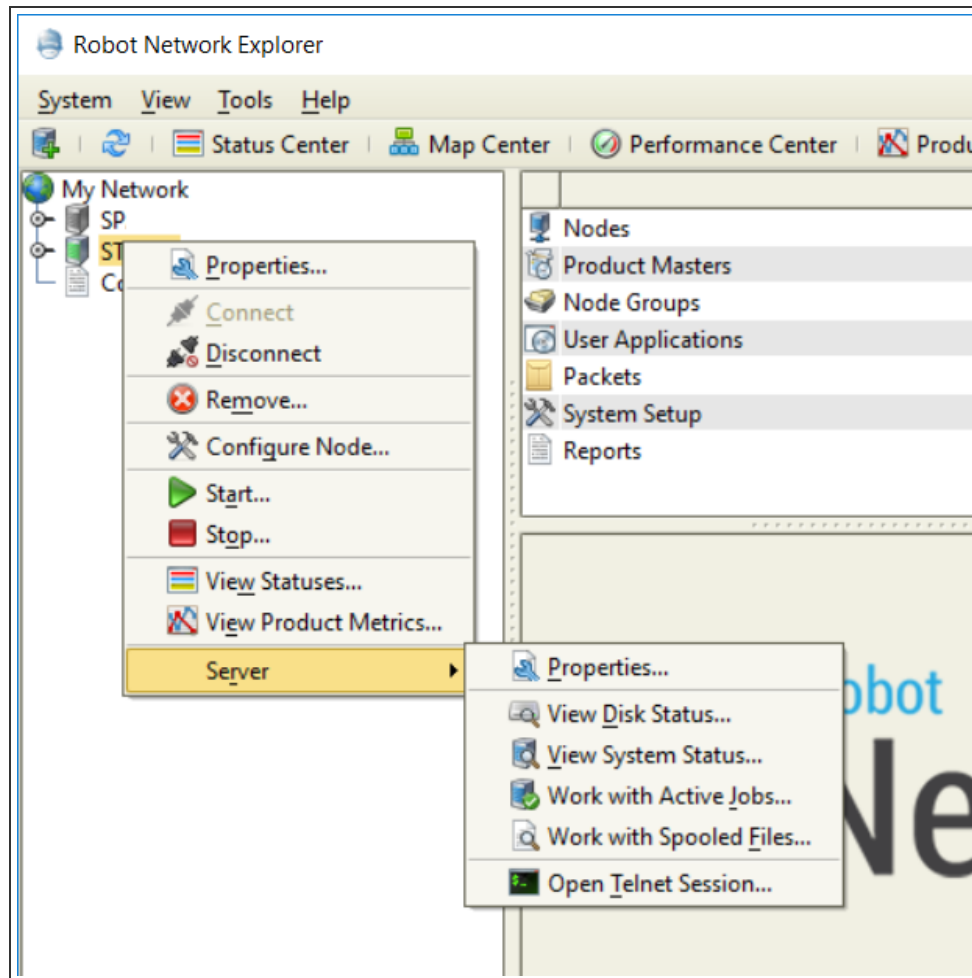 Robot Network Explorer
System View Tools Help
Status Center Map Center Performance Center
My Network
SP
Properties...
Connect
Disconnect
Remove...
Configure Node...
Start...
Stop...
View Statuses...
View Product Metrics...
Server
Nodes
Product Masters
Node Groups
User Applications
Packets
System Setup
Reports
Properties...
View Disk Status...
View System Status...
Work with Active Jobs...
Work with Spooled Files...
Open Telnet Session...
obot
Ne